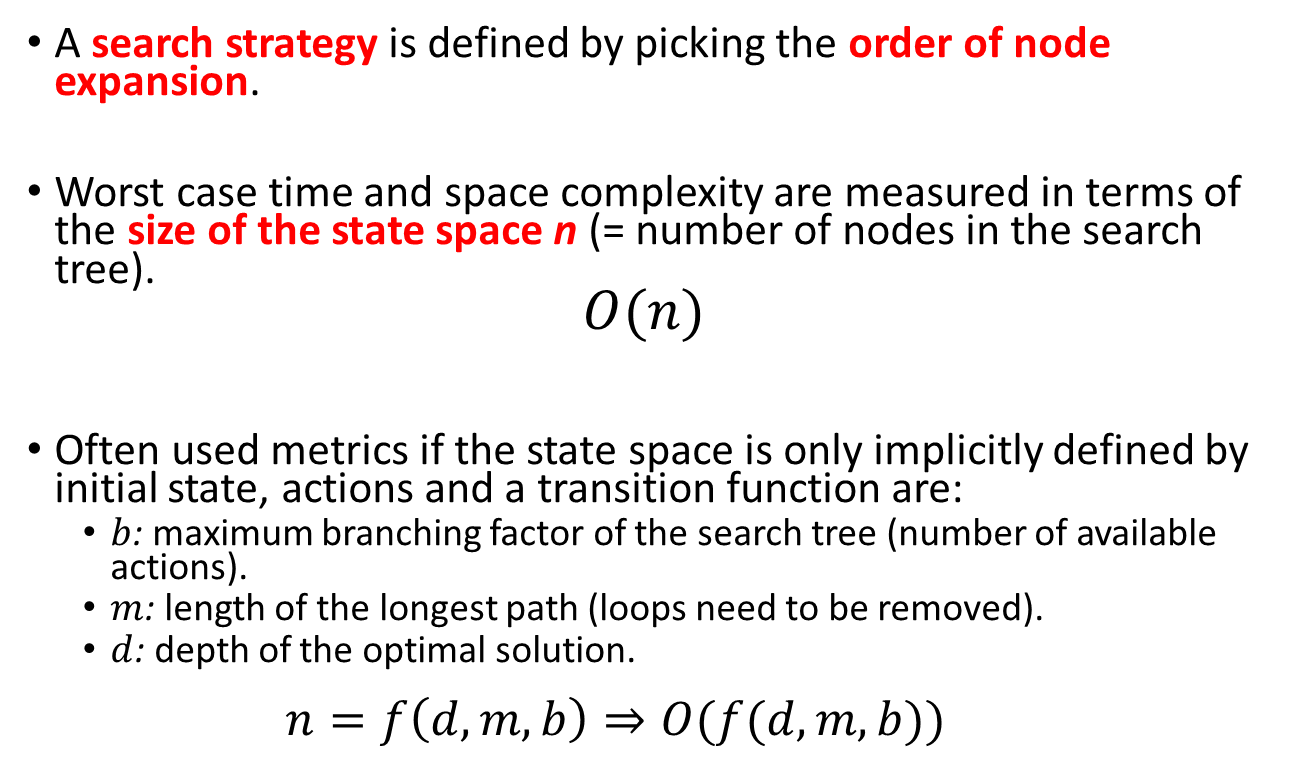 • A search strategy is defined by picking the order of node
expansion.
• Worst case time and space complexity are measured in terms of
the size of the state space n (= number of nodes in the search
tree).
O(n)
• Often used metrics if the state space is only implicitly defined by
initial state, actions and a transition function are:
• b: maximum branching factor of the search tree (number of available
actions).
• m: length of the longest path (loops need to be removed).
• d: depth of the optimal solution.
n = f(d, m, b) ⇒ O(f(d, m, b))